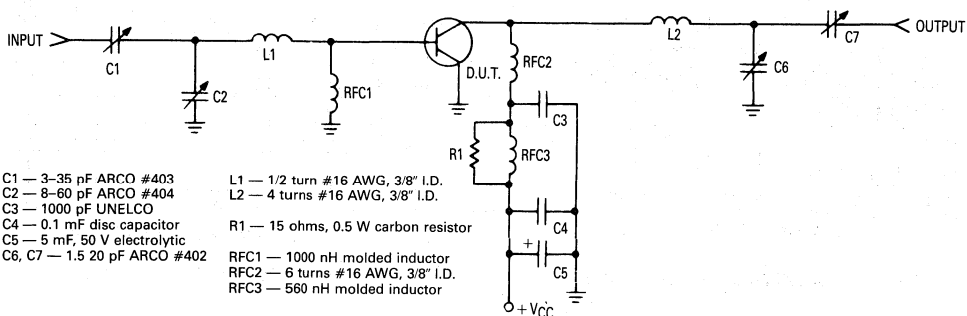 INPUT
C1
C2
L1
RFC1
D.U.T.
RFC2
C3
R1
RFC3
C4
+
C5
+VCC
L2
C6
C7
OUTPUT
C1 — 3–35 pF ARCO #403
C2 — 8–60 pF ARCO #404
C3 — 1000 pF UNELCO
C4 — 0.1 mF disc capacitor
C5 — 5 mF, 50 V electrolytic
C6, C7 — 1.5 20 pF ARCO #402
L1 — 1/2 turn #16 AWG, 3/8" I.D.
L2 — 4 turns #16 AWG, 3/8" I.D.
R1 — 15 ohms, 0.5 W carbon resistor
RFC1 — 1000 nH molded inductor
RFC2 — 6 turns #16 AWG, 3/8" I.D.
RFC3 — 560 nH molded inductor